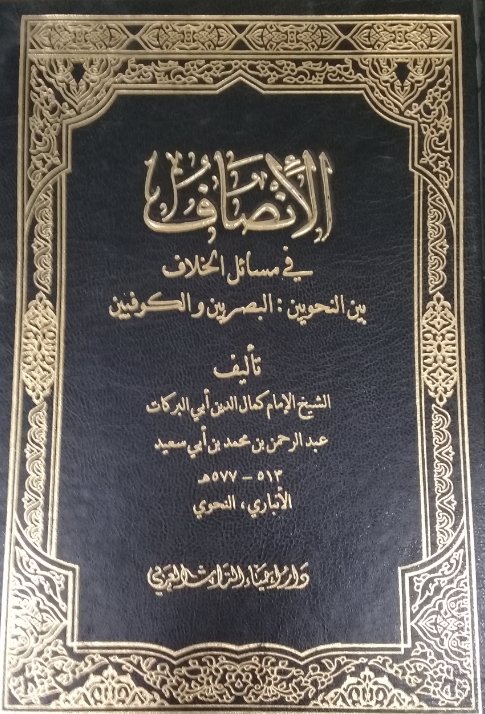 الإنصاف
في مسائل الخلاف
بين النحويين : البصريين والكوفيين
تأليف
الشيخ الإمام كمال الدين أبي البركات
عبد الرحمن بن محمد بن أبي سعيد
٥١٣ - ٥٧٧هـ
الأنباري، النحوي
دار إحياء التراث العربي